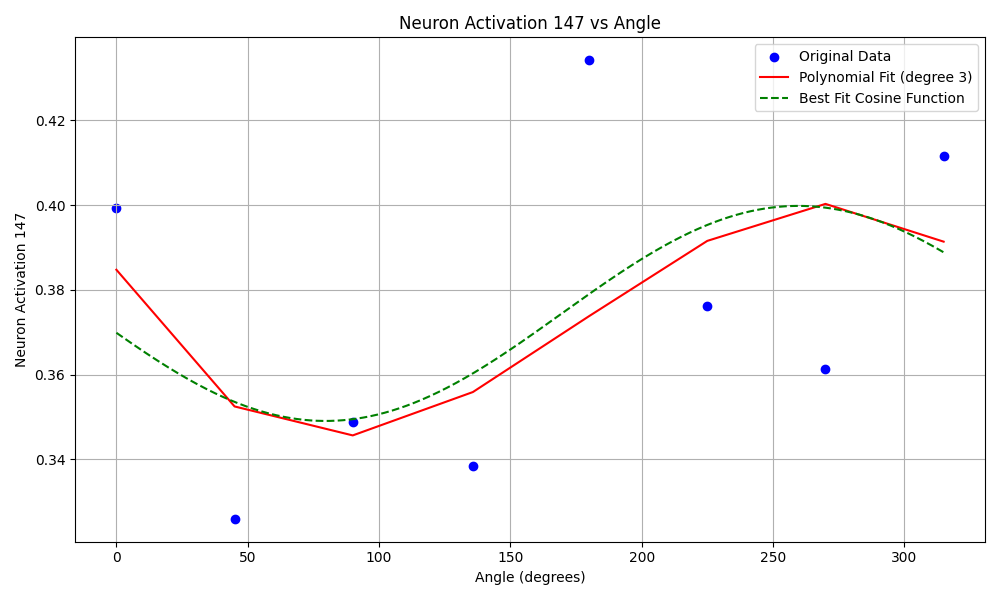 Neuron Activation 147 vs Angle
Original Data
Polynomial Fit (degree 3)
Best Fit Cosine Function
Neuron Activation 147
0.42
0.40
0.38
0.36
0.34
0
50
100
150
200
250
300
Angle (degrees)